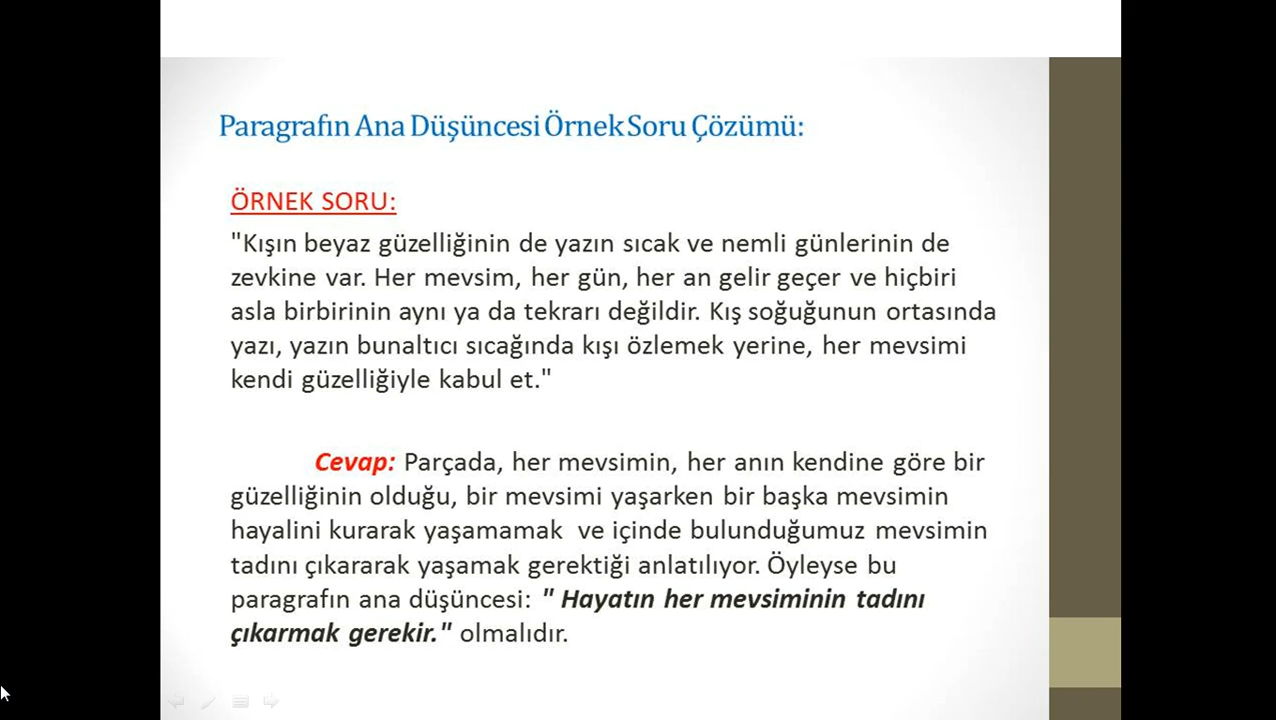 Paragrafın Ana Düşüncesi Örnek Soru Çözümü:
ÖRNEK SORU:
"Kışın beyaz güzelliğinin de yazın sıcak ve nemli günlerinin de
zevkine var. Her mevsim, her gün, her an gelir geçer ve hiçbiri
asla birbirinin aynı ya da tekrarı değildir. Kış soğuğunun ortasında
yazı, yazın bunaltıcı sıcağında kışı özlemek yerine, her mevsimi
kendi güzelliğiyle kabul et."
Cevap: Parçada, her mevsimin, her anın kendine göre bir
güzelliğinin olduğu, bir mevsimi yaşarken bir başka mevsimin
hayalini kurarak yaşamamak ve içinde bulunduğumuz mevsimin
tadını çıkararak yaşamak gerektiği anlatılıyor. Öyleyse bu
paragrafın ana düşüncesi: " Hayatın her mevsiminin tadını
çıkarmak gerekir." olmalıdır.